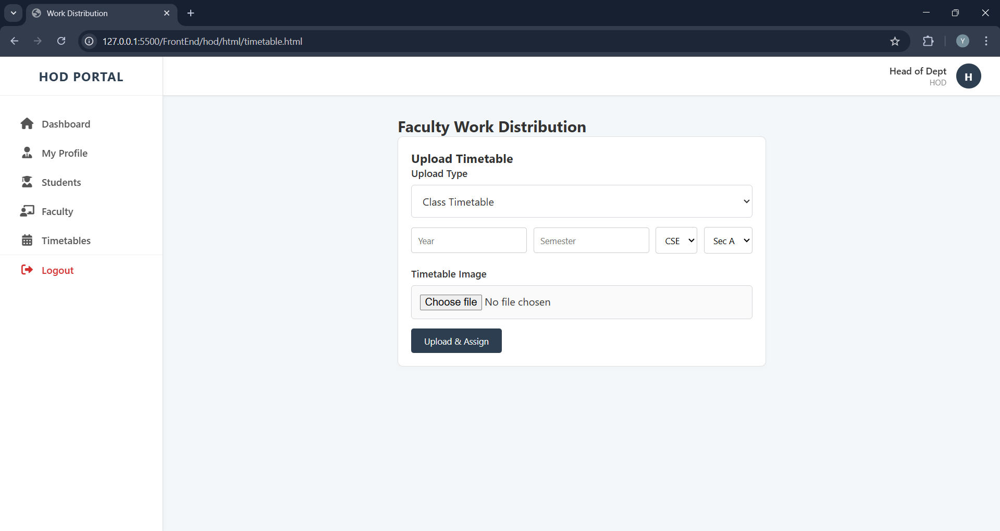 Work Distribution
127.0.0.1:5500/FrontEnd/hod/html/timetable.html
Y
HOD PORTAL
Head of Dept
HOD
H
Dashboard
My Profile
Students
Faculty
Timetables
Logout
Faculty Work Distribution
Upload Timetable
Upload Type
Class Timetable
Year Semester CSE Sec A
Timetable Image
Choose file No file chosen
Upload & Assign